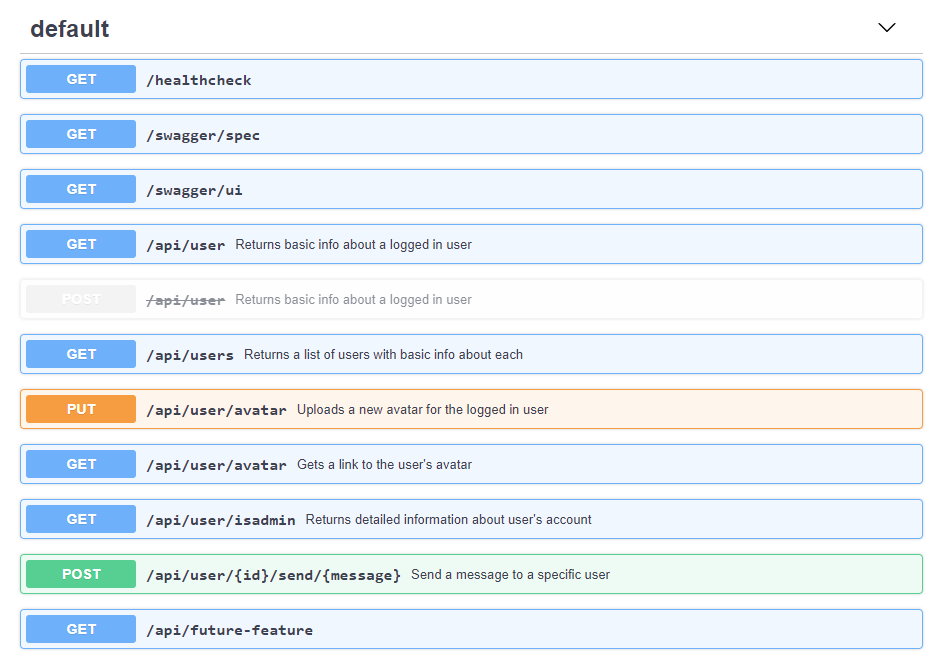 default
GET /healthcheck
GET /swagger/spec
GET /swagger/ui
GET /api/user Returns basic info about a logged in user
POST /api/user Returns basic info about a logged in user
GET /api/users Returns a list of users with basic info about each
PUT /api/user/avatar Uploads a new avatar for the logged in user
GET /api/user/avatar Gets a link to the user's avatar
GET /api/user/isadmin Returns detailed information about user's account
POST /api/user/{id}/send/{message} Send a message to a specific user
GET /api/future-feature